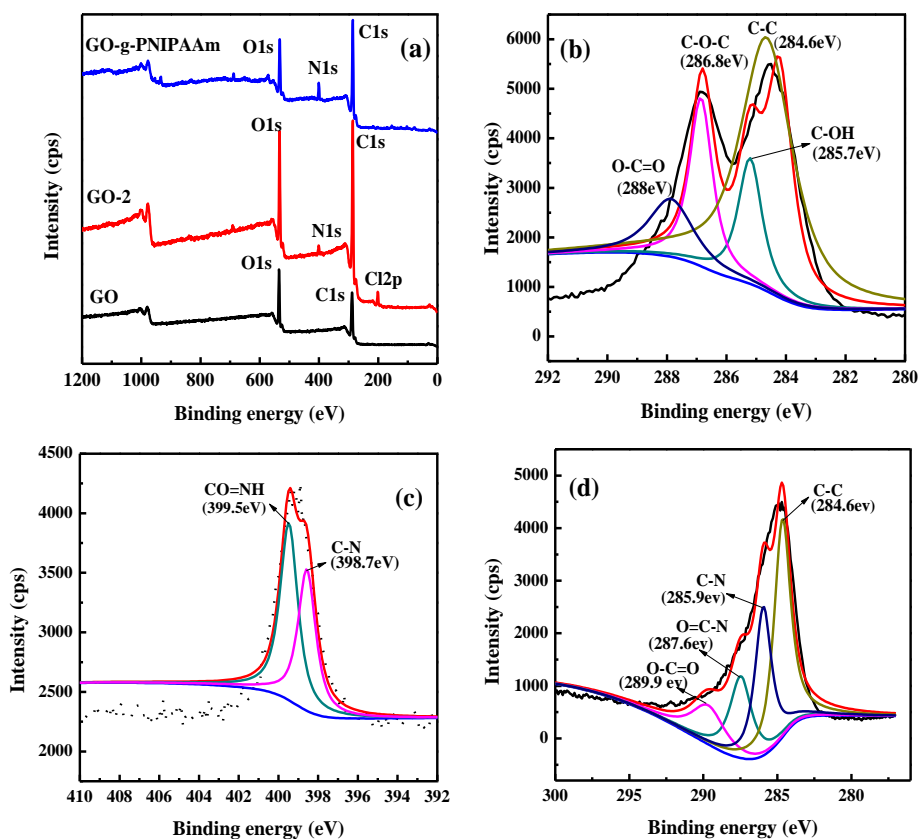 (a)
GO-g-PNIPAAm
O1s
N1s
C1s
GO-2
O1s
N1s
C1s
Cl2p
GO
O1s
C1s
Intensity (cps)
1200 1000 800 600 400 200 0
Binding energy (eV)
(b)
C-O-C
(286.8eV)
C-C
(284.6eV)
C-OH
(285.7eV)
O-C=O
(288eV)
Intensity (cps)
6000
5000
4000
3000
2000
1000
0
292 290 288 286 284 282 280
Binding energy (eV)
(c)
CO=NH
(399.5eV)
C-N
(398.7eV)
Intensity (cps)
4500
4000
3500
3000
2500
2000
410 408 406 404 402 400 398 396 394 392
Binding energy (eV)
(d)
C-C
(284.6ev)
C-N
(285.9ev)
O=C-N
(287.6ev)
O-C=O
(289.9 ev)
Intensity (cps)
5000
4000
3000
2000
1000
0
300 295 290 285 280
Binding energy (eV)